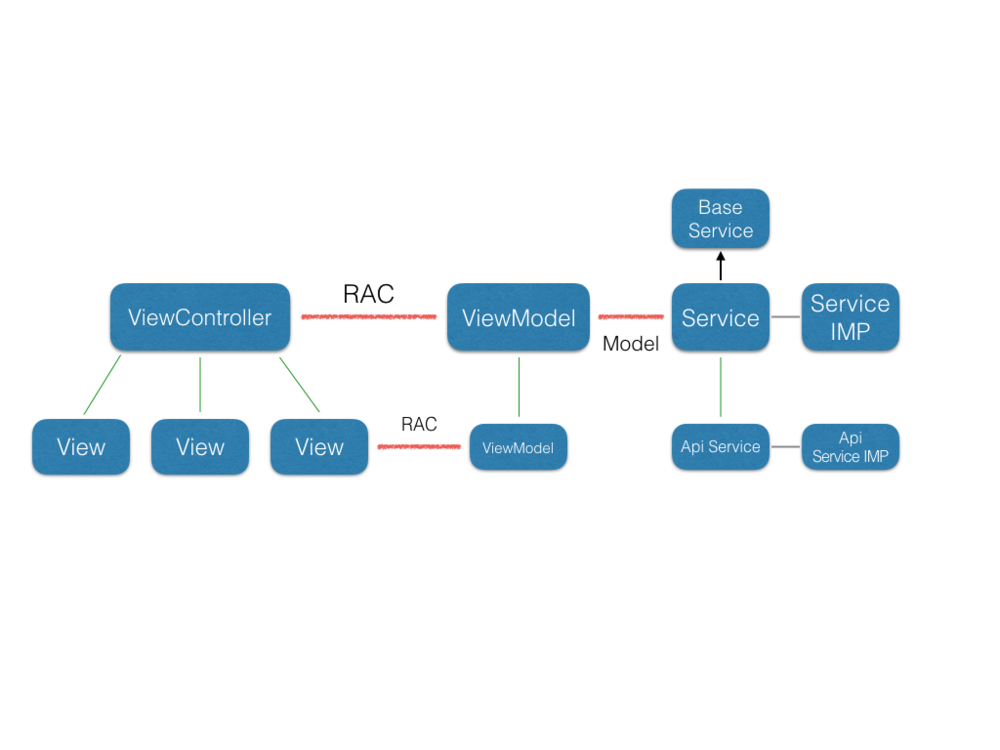 Base
Service
RAC
ViewController
ViewModel
Model
Service
Service
IMP
View
View
View
RAC
ViewModel
Api Service
Api
Service IMP